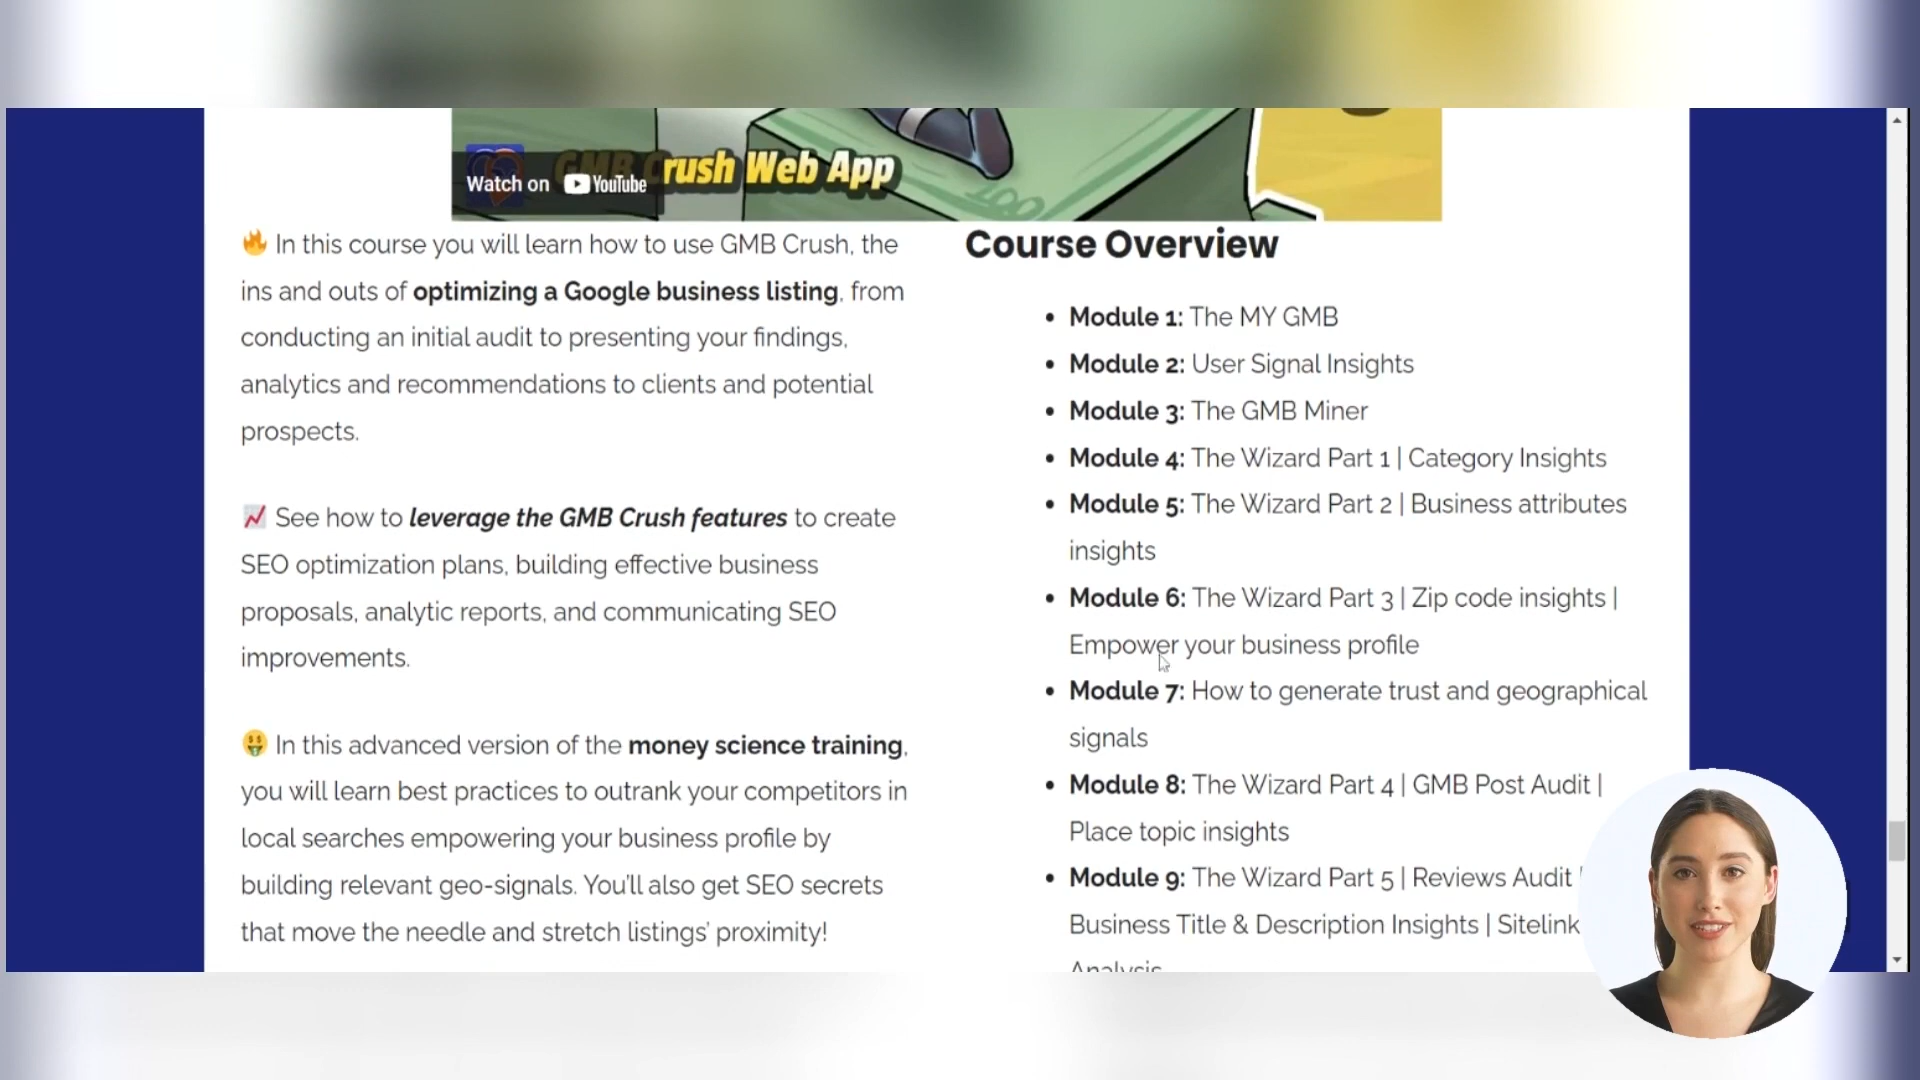 GMB Crush Web App
Watch on YouTube
🔥 In this course you will learn how to use GMB Crush, the
ins and outs of optimizing a Google business listing, from
conducting an initial audit to presenting your findings,
analytics and recommendations to clients and potential
prospects.
📈 See how to leverage the GMB Crush features to create
SEO optimization plans, building effective business
proposals, analytic reports, and communicating SEO
improvements.
🤑 In this advanced version of the money science training,
you will learn best practices to outrank your competitors in
local searches empowering your business profile by
building relevant geo-signals. You'll also get SEO secrets
that move the needle and stretch listings' proximity!
Course Overview
• Module 1: The MY GMB
• Module 2: User Signal Insights
• Module 3: The GMB Miner
• Module 4: The Wizard Part 1 | Category Insights
• Module 5: The Wizard Part 2 | Business attributes
insights
• Module 6: The Wizard Part 3 | Zip code insights |
Empower your business profile
• Module 7: How to generate trust and geographical
signals
• Module 8: The Wizard Part 4 | GMB Post Audit |
Place topic insights
• Module 9: The Wizard Part 5 | Reviews Audit |
Business Title & Description Insights | Sitelink
Analysis